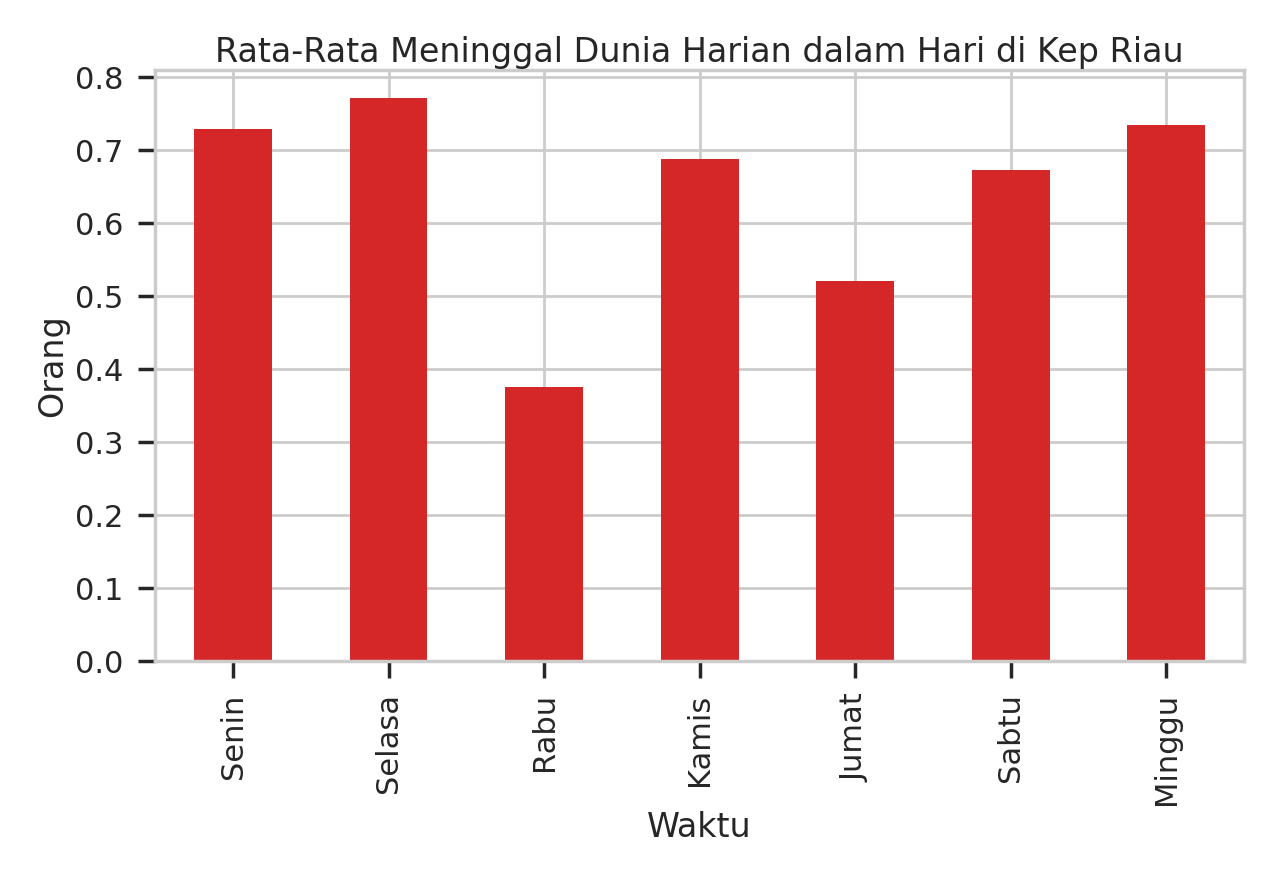 Rata-Rata Meninggal Dunia Harian dalam Hari di Kep Riau
0.8
0.7
0.6
0.5
0.4
0.3
0.2
0.1
0.0
Orang
Senin
Selasa
Rabu
Kamis
Jumat
Sabtu
Minggu
Waktu